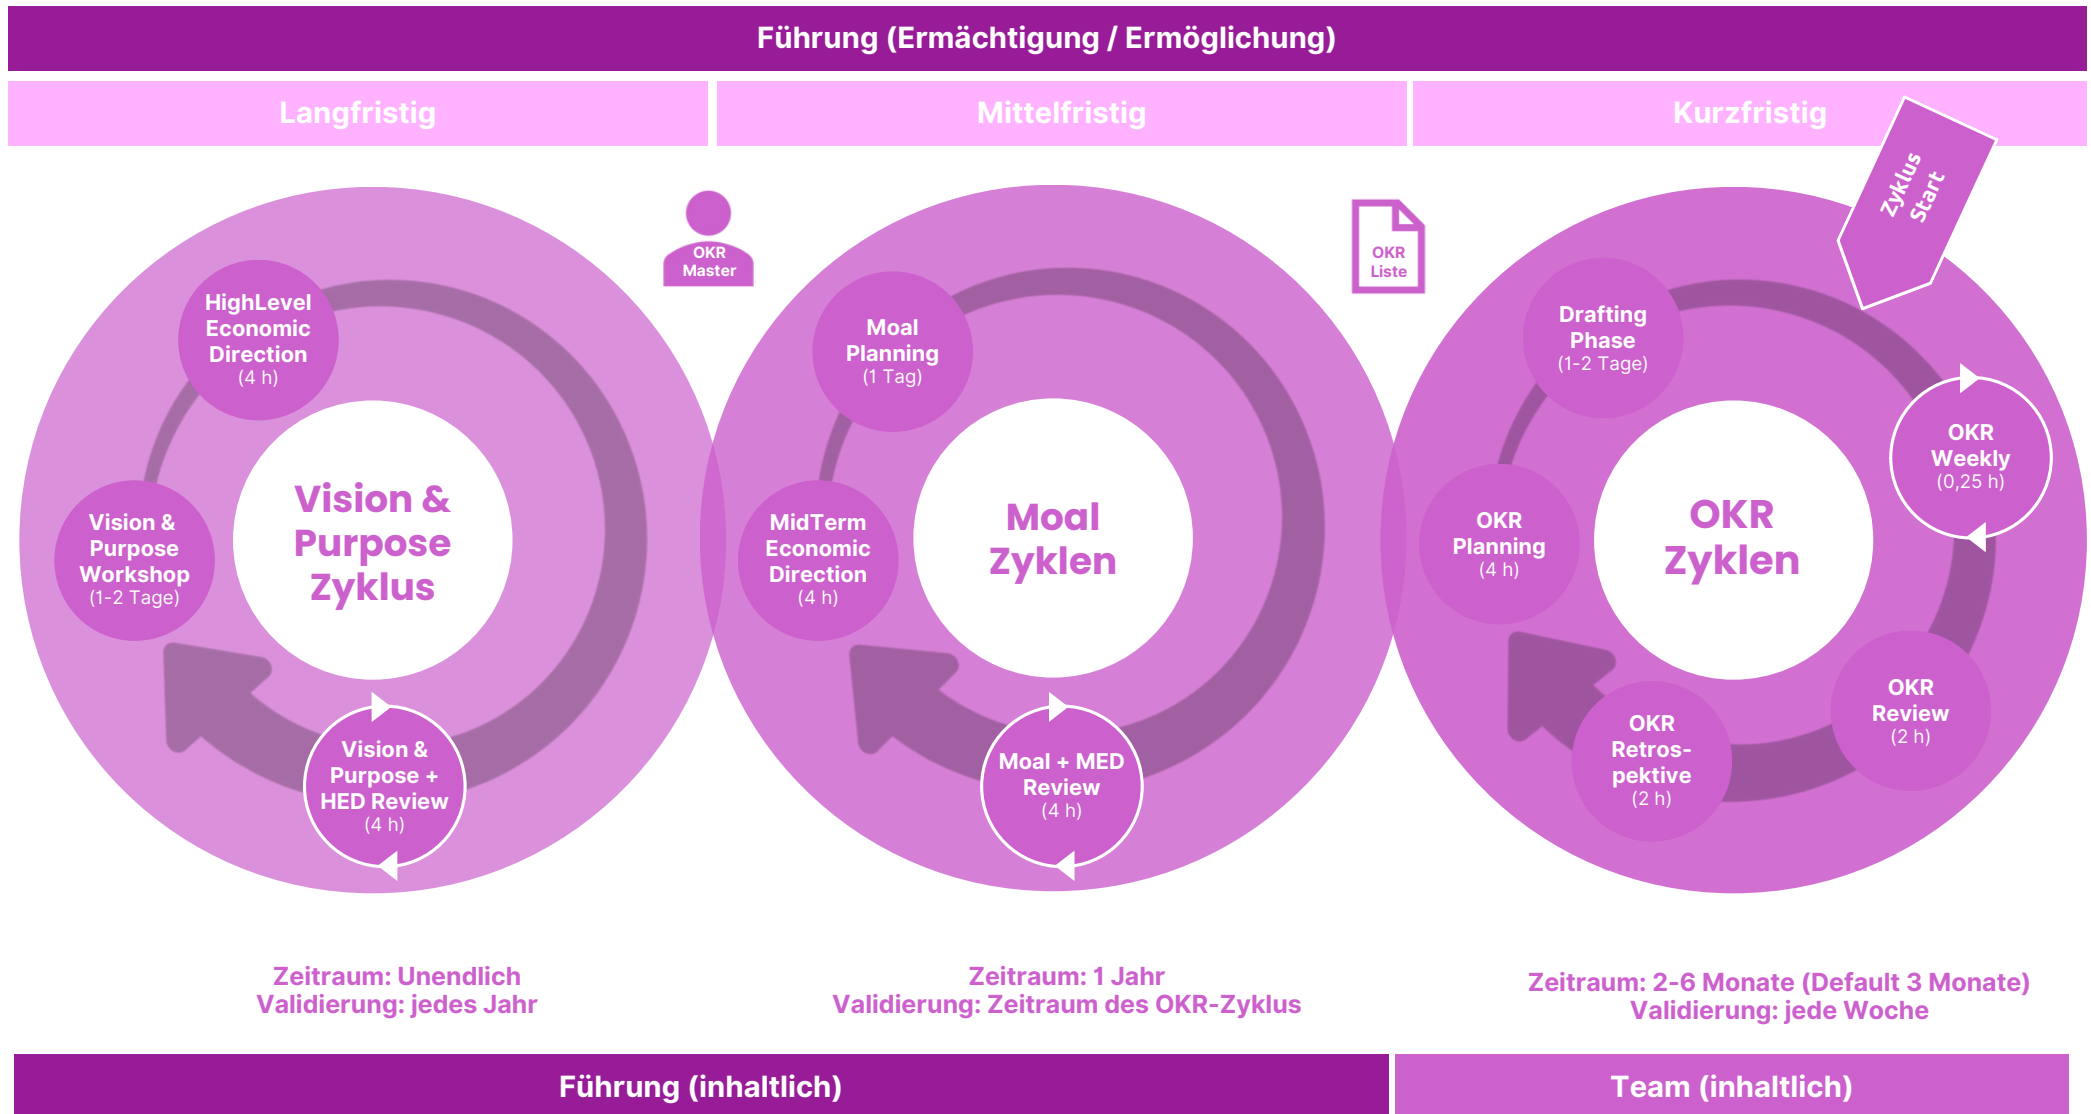 Führung (Ermächtigung / Ermöglichung)
Langfristig
Mittelfristig
Kurzfristig
Zyklus
Start
OKR
Master
OKR
Liste
HighLevel
Economic
Direction
(4 h)
Vision &
Purpose
Workshop
(1-2 Tage)
Vision &
Purpose
Zyklus
Vision &
Purpose +
HED Review
(4 h)
Moal
Planning
(1 Tag)
MidTerm
Economic
Direction
(4 h)
Moal
Zyklen
Moal + MED
Review
(4 h)
Drafting
Phase
(1-2 Tage)
OKR
Weekly
(0,25 h)
OKR
Planning
(4 h)
OKR
Zyklen
OKR
Review
(2 h)
OKR
Retros-
pektive
(2 h)
Zeitraum: Unendlich
Validierung: jedes Jahr
Zeitraum: 1 Jahr
Validierung: Zeitraum des OKR-Zyklus
Zeitraum: 2-6 Monate (Default 3 Monate)
Validierung: jede Woche
Führung (inhaltlich)
Team (inhaltlich)